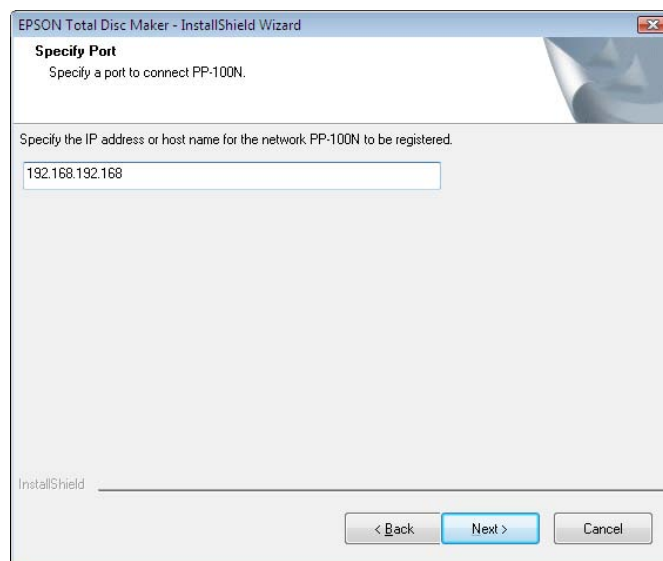 EPSON Total Disc Maker - InstallShield Wizard
Specify Port
Specify a port to connect PP-100N.
Specify the IP address or host name for the network PP-100N to be registered.
192.168.192.168
InstallShield
< Back
Next >
Cancel